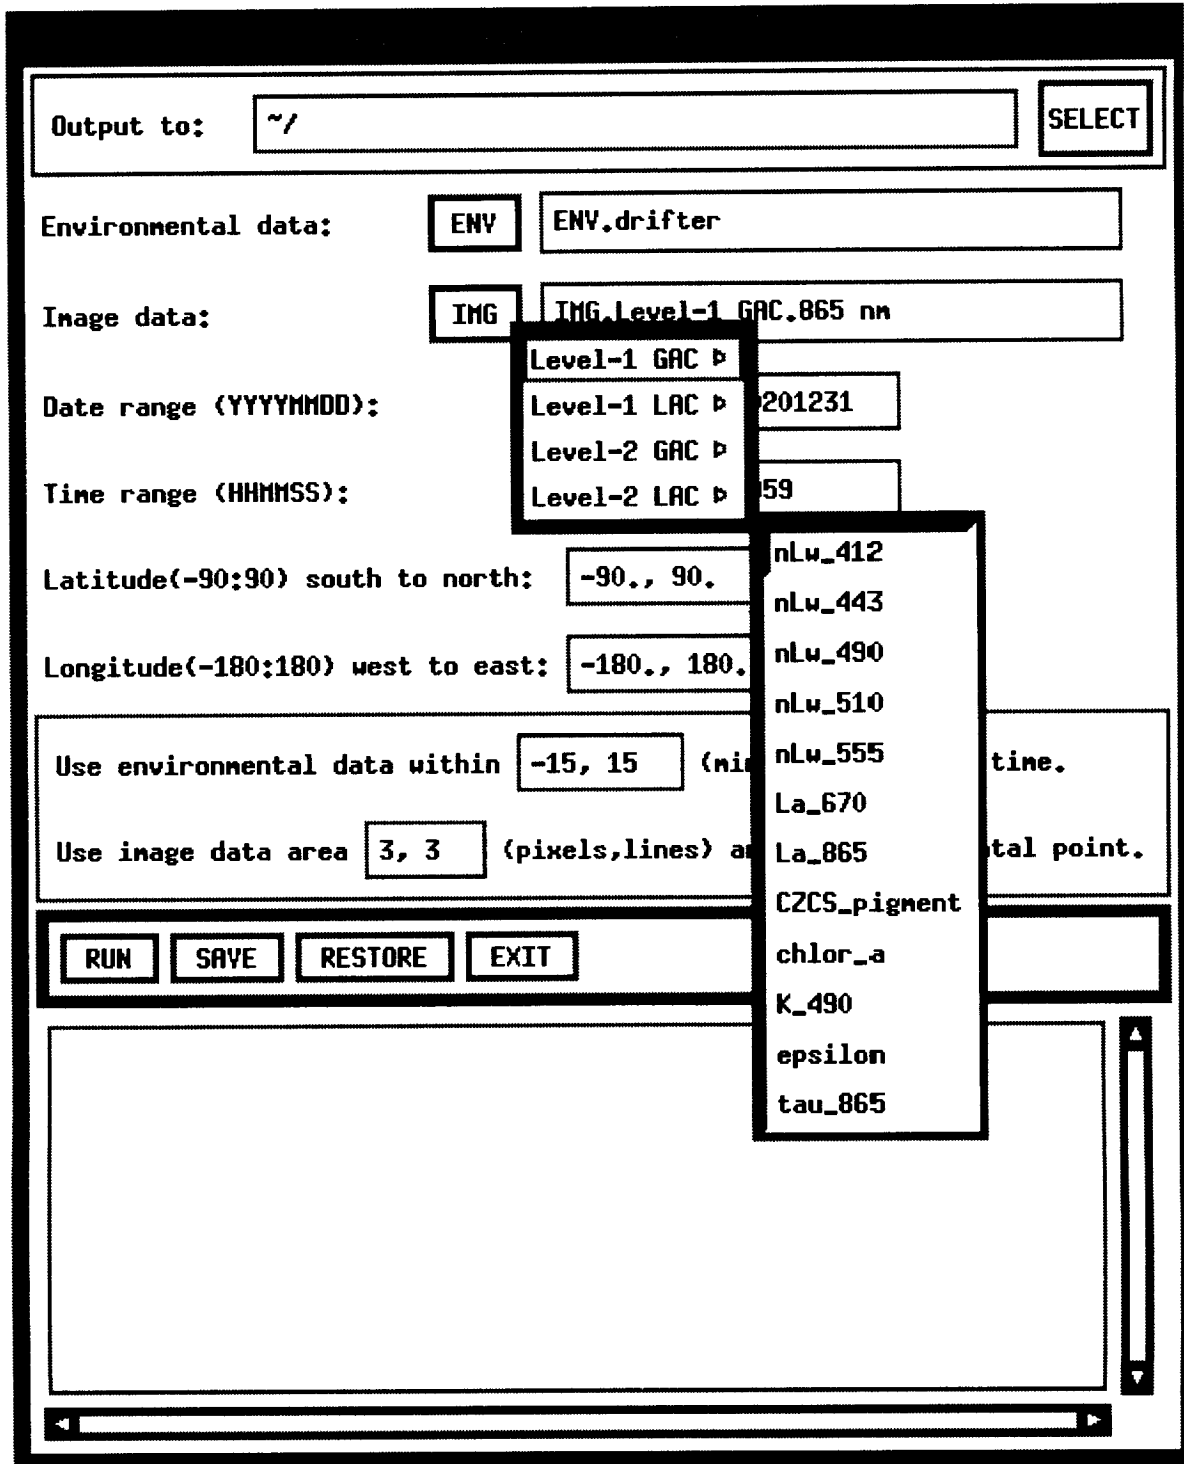 Output to: ~/ SELECT
Environmental data: ENV ENV.drifter
Image data: IMG IMG.Level-1 GAC.865 nm
Level-1 GAC
Date range (YYYYMMDD): Level-1 LAC 201231
Level-2 GAC
Time range (HHMMSS): Level-2 LAC 59
nLw_412
Latitude(-90:90) south to north: -90., 90.
nLw_443
nLw_490
Longitude(-180:180) west to east: -180., 180.
nLw_510
Use environmental data within -15, 15 nLw_555 time.
La_670
Use image data area 3, 3 (pixels,lines) La_865 point.
CZCS_pigment
RUN SAVE RESTORE EXIT chlor_a
K_490
epsilon
tau_865